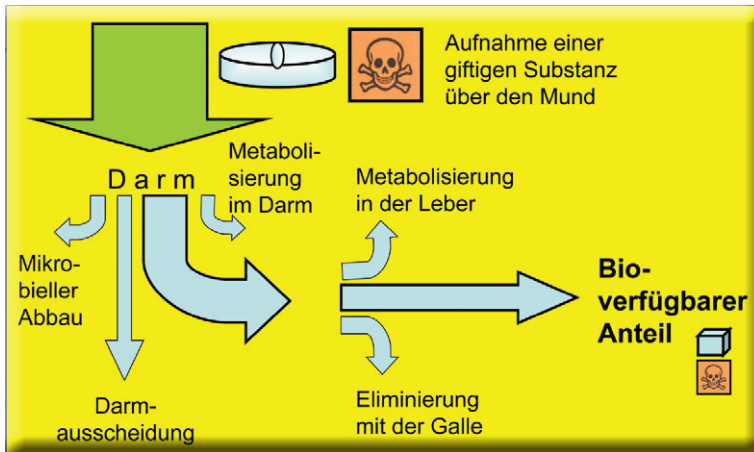 Aufnahme einer
giftigen Substanz
über den Mund
Darm
Metaboli-
sierung
im Darm
Metabolisierung
in der Leber
Mikro-
bieller
Abbau
Bio-
verfügbarer
Anteil
Darm-
ausscheidung
Eliminierung
mit der Galle